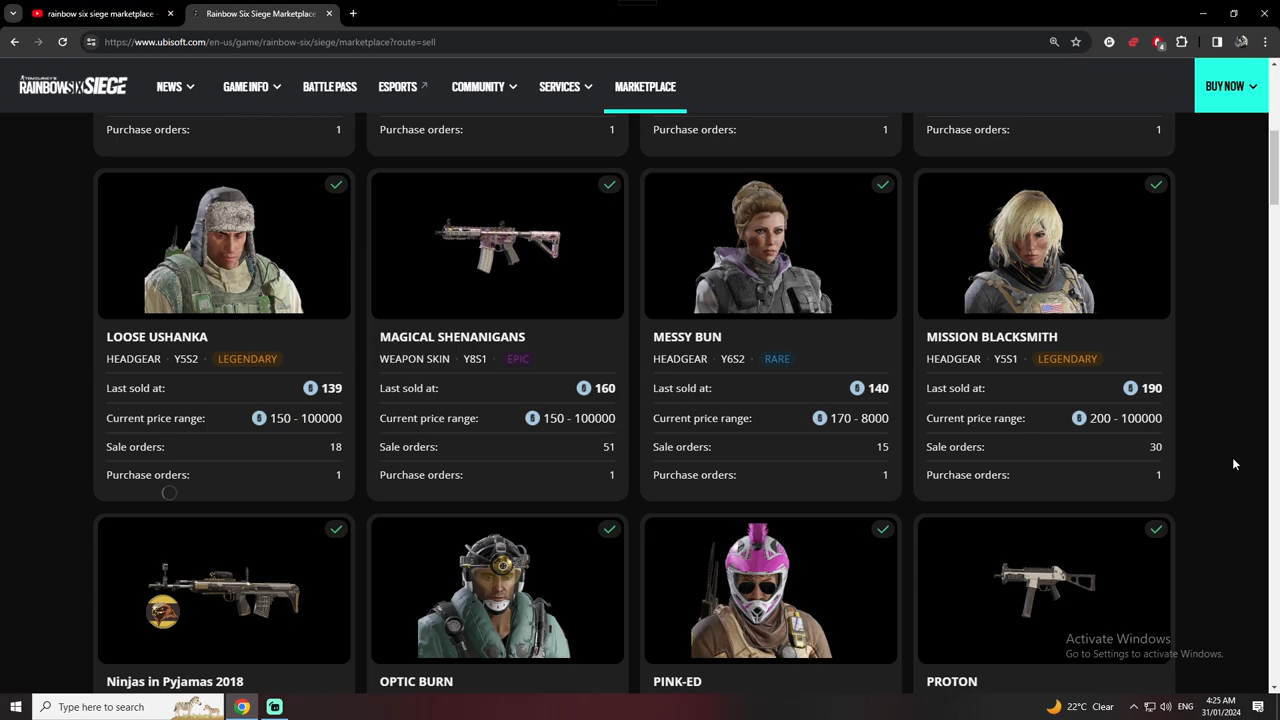 rainbow six siege marketplace -
Rainbow Six Siege Marketplace
https://www.ubisoft.com/en-us/game/rainbow-six/siege/marketplace?route=sell
4
TOM CLANCY'S
RAINBOWSIXSIEGE
NEWS
GAME INFO
BATTLE PASS
ESPORTS
COMMUNITY
SERVICES
MARKETPLACE
BUY NOW
Purchase orders: 1
Purchase orders: 1
Purchase orders: 1
Purchase orders: 1
LOOSE USHANKA
HEADGEAR · Y5S2 · LEGENDARY
Last sold at: 139
Current price range: 150 - 100000
Sale orders: 18
Purchase orders: 1
MAGICAL SHENANIGANS
WEAPON SKIN · Y8S1 · EPIC
Last sold at: 160
Current price range: 150 - 100000
Sale orders: 51
Purchase orders: 1
MESSY BUN
HEADGEAR · Y6S2 · RARE
Last sold at: 140
Current price range: 170 - 8000
Sale orders: 15
Purchase orders: 1
MISSION BLACKSMITH
HEADGEAR · Y5S1 · LEGENDARY
Last sold at: 190
Current price range: 200 - 100000
Sale orders: 30
Purchase orders: 1
Ninjas in Pyjamas 2018
OPTIC BURN
PINK-ED
PROTON
Activate Windows
Go to Settings to activate Windows.
Type here to search
22°C Clear
ENG
4:25 AM
31/01/2024